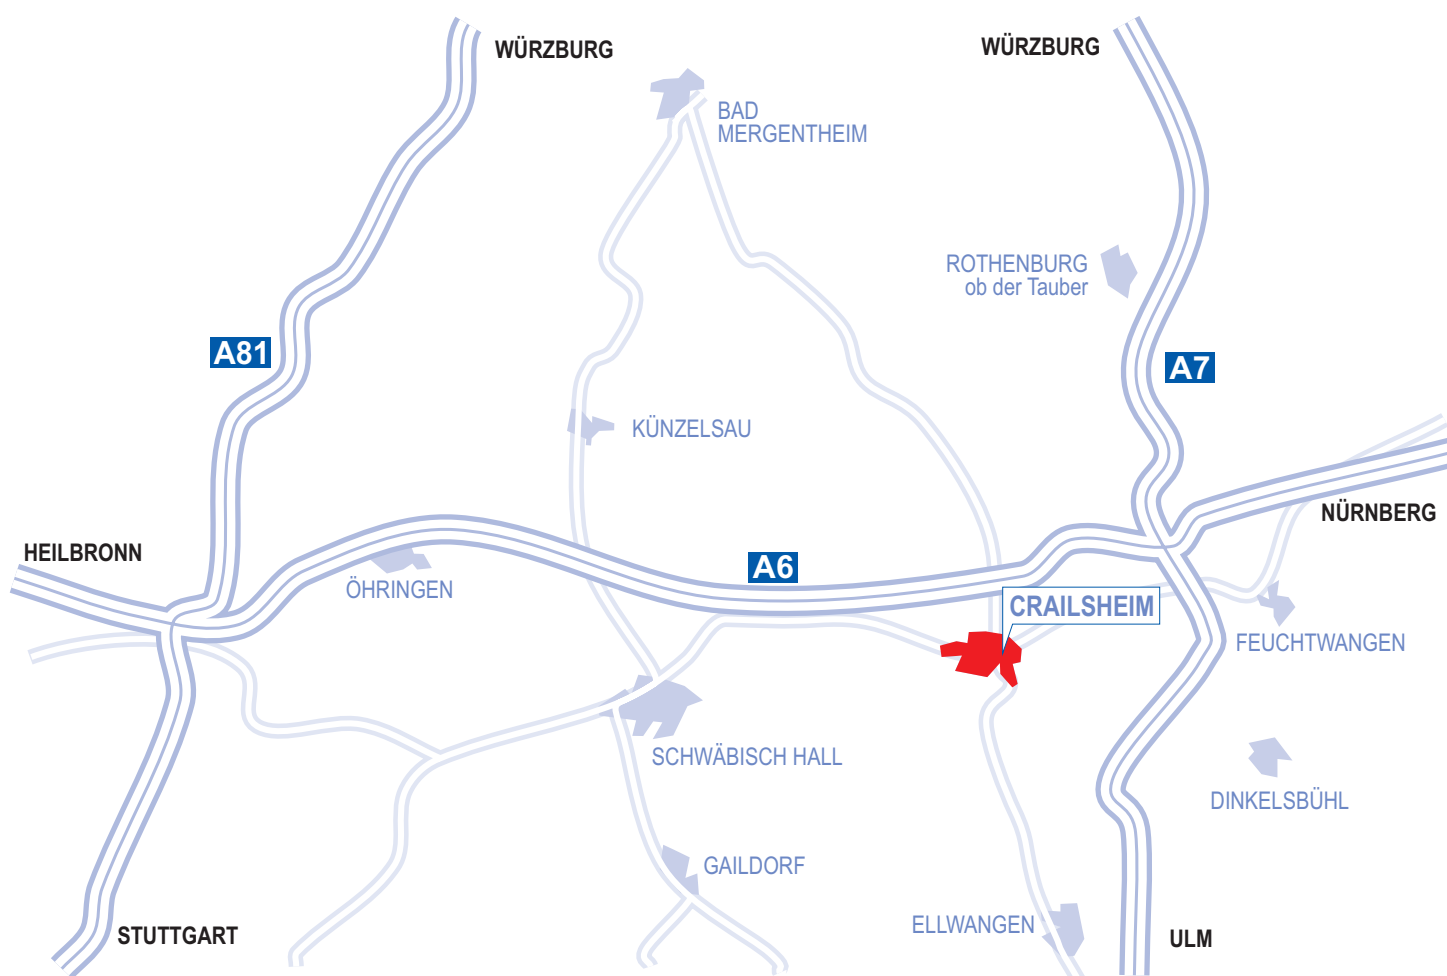 WÜRZBURG
WÜRZBURG
BAD
MERGENTHEIM
ROTHENBURG
ob der Tauber
A81
A7
KÜNZELSAU
NÜRNBERG
HEILBRONN
A6
ÖHRINGEN
CRAILSHEIM
FEUCHTWANGEN
SCHWÄBISCH HALL
DINKELSBÜHL
GAILDORF
ELLWANGEN
STUTTGART
ULM